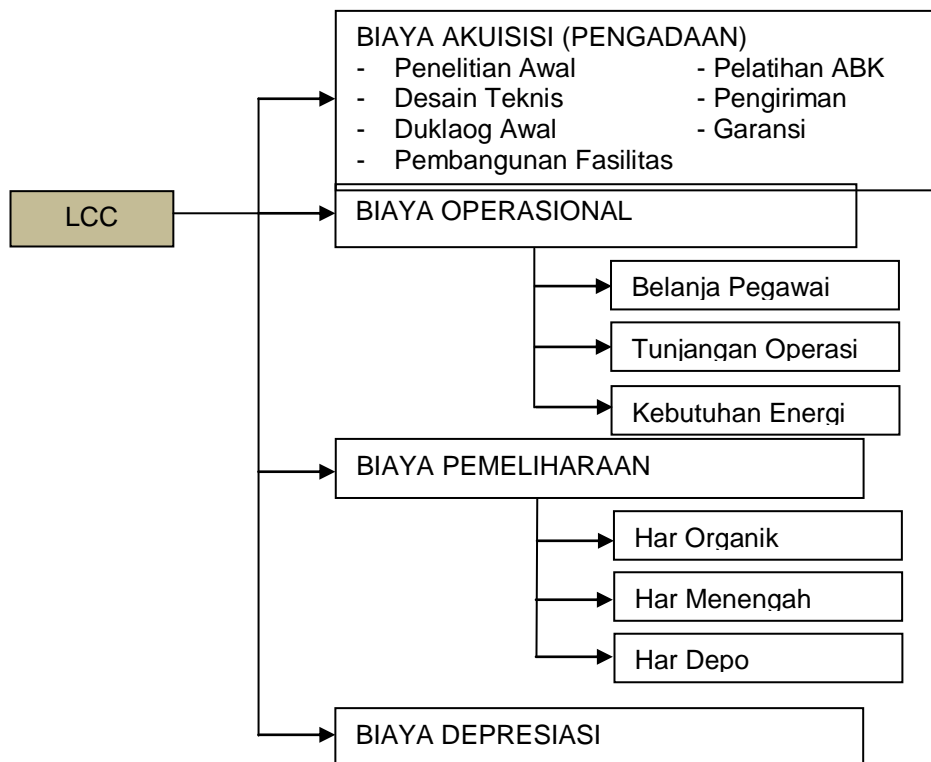 BIAYA AKUISISI (PENGADAAN)
- Penelitian Awal - Pelatihan ABK
- Desain Teknis - Pengiriman
- Duklaog Awal - Garansi
- Pembangunan Fasilitas
LCC
BIAYA OPERASIONAL
Belanja Pegawai
Tunjangan Operasi
Kebutuhan Energi
BIAYA PEMELIHARAAN
Har Organik
Har Menengah
Har Depo
BIAYA DEPRESIASI